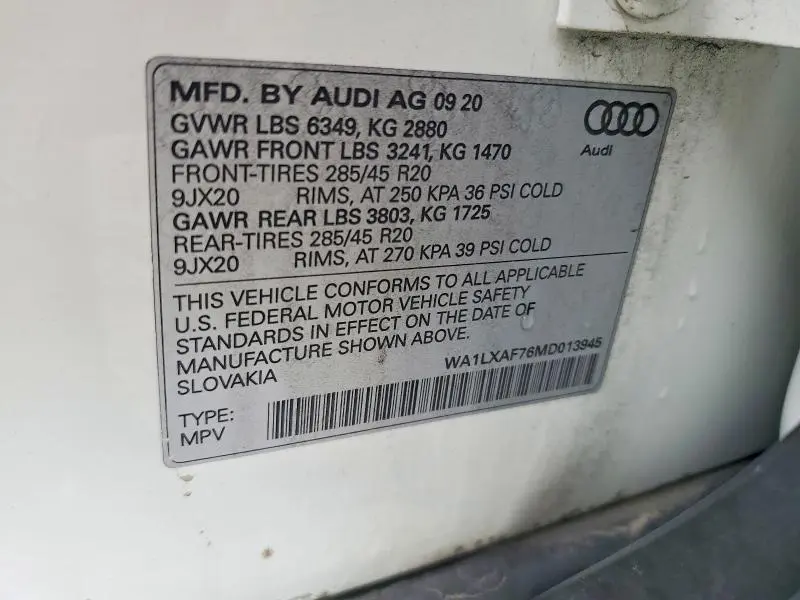 MFD. BY AUDI AG 09 20
GVWR LBS 6349, KG 2880
GAWR FRONT LBS 3241, KG 1470
FRONT-TIRES 285/45 R20
9JX20 RIMS, AT 250 KPA 36 PSI COLD
GAWR REAR LBS 3803, KG 1725
REAR-TIRES 285/45 R20
9JX20 RIMS, AT 270 KPA 39 PSI COLD
Audi
THIS VEHICLE CONFORMS TO ALL APPLICABLE
U.S. FEDERAL MOTOR VEHICLE SAFETY
STANDARDS IN EFFECT ON THE DATE OF
MANUFACTURE SHOWN ABOVE.
SLOVAKIA
WA1LXAF76MD013945
TYPE:
MPV